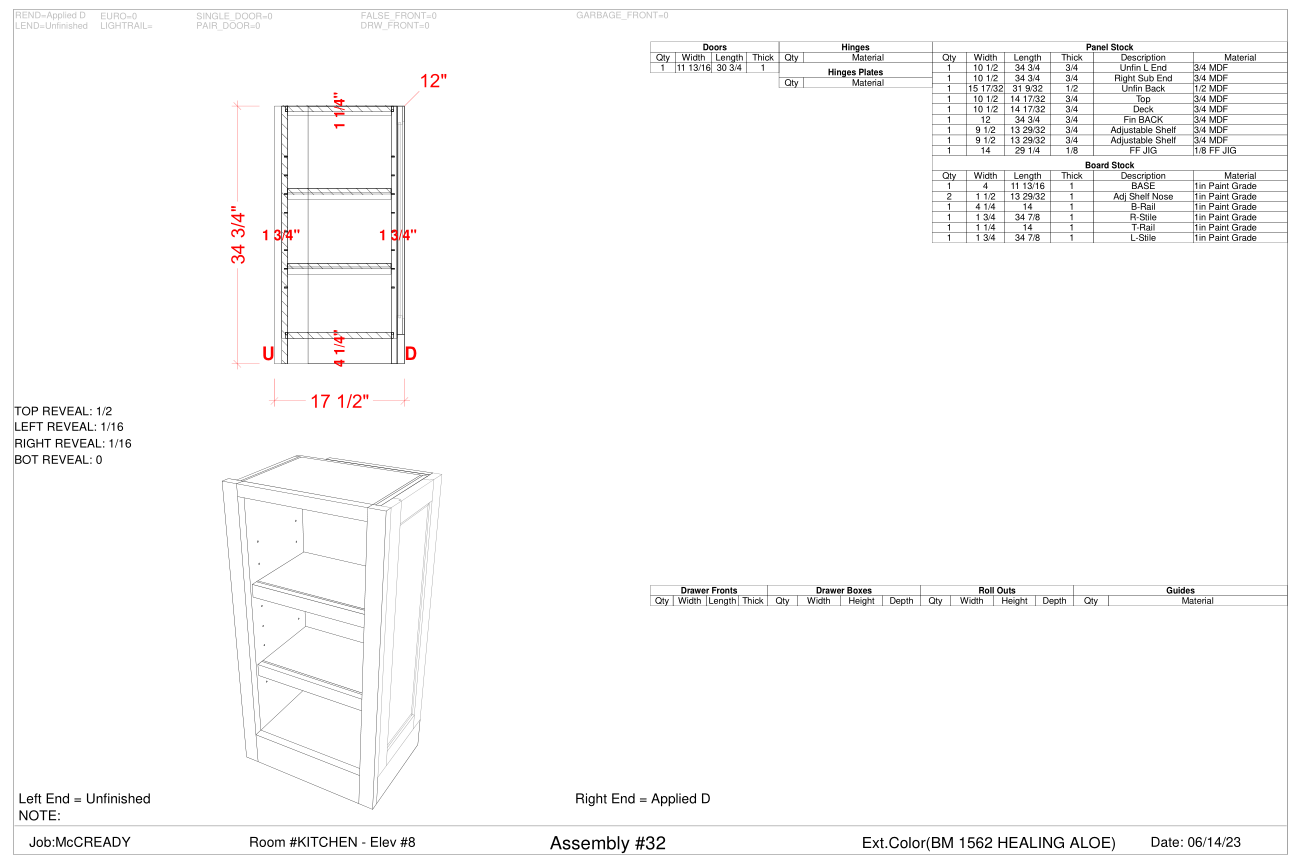 REND=Applied D EURO=0 SINGLE_DOOR=0 FALSE_FRONT=0 GARBAGE_FRONT=0
LEND=Unfinished LIGHTRAIL= PAIR_DOOR=0 DRW_FRONT=0
Doors
Qty Width Length Thick
1 11 13/16 30 3/4 1
Hinges
Qty Material
Hinges Plates
Qty Material
Panel Stock
Qty Width Length Thick Description Material
1 10 1/2 34 3/4 3/4 Unfin L End 3/4 MDF
1 10 1/2 34 3/4 3/4 Right Sub End 3/4 MDF
1 15 17/32 31 9/32 1/2 Unfin Back 1/2 MDF
1 10 1/2 14 17/32 3/4 Top 3/4 MDF
1 10 1/2 14 17/32 3/4 Deck 3/4 MDF
1 12 34 3/4 3/4 Fin BACK 3/4 MDF
1 9 1/2 13 29/32 3/4 Adjustable Shelf 3/4 MDF
1 9 1/2 13 29/32 3/4 Adjustable Shelf 3/4 MDF
1 14 29 1/4 1/8 FF JIG 1/8 FF JIG
Board Stock
Qty Width Length Thick Description Material
1 4 11 13/16 1 BASE 1in Paint Grade
2 1 1/2 13 29/32 1 Adj Shelf Nose 1in Paint Grade
1 4 1/4 14 1 B-Rail 1in Paint Grade
1 1 3/4 34 7/8 1 R-Stile 1in Paint Grade
1 1 1/4 14 1 T-Rail 1in Paint Grade
1 1 3/4 34 7/8 1 L-Stile 1in Paint Grade
12"
1 1/4"
34 3/4"
1 3/4" 1 3/4"
4 1/4"
U D
17 1/2"
TOP REVEAL: 1/2
LEFT REVEAL: 1/16
RIGHT REVEAL: 1/16
BOT REVEAL: 0
Drawer Fronts
Qty Width Length Thick
Drawer Boxes
Qty Width Height Depth
Roll Outs
Qty Width Height Depth
Guides
Qty Material
Left End = Unfinished Right End = Applied D
NOTE:
Job:McCREADY Room #KITCHEN - Elev #8 Assembly #32 Ext.Color(BM 1562 HEALING ALOE) Date: 06/14/23